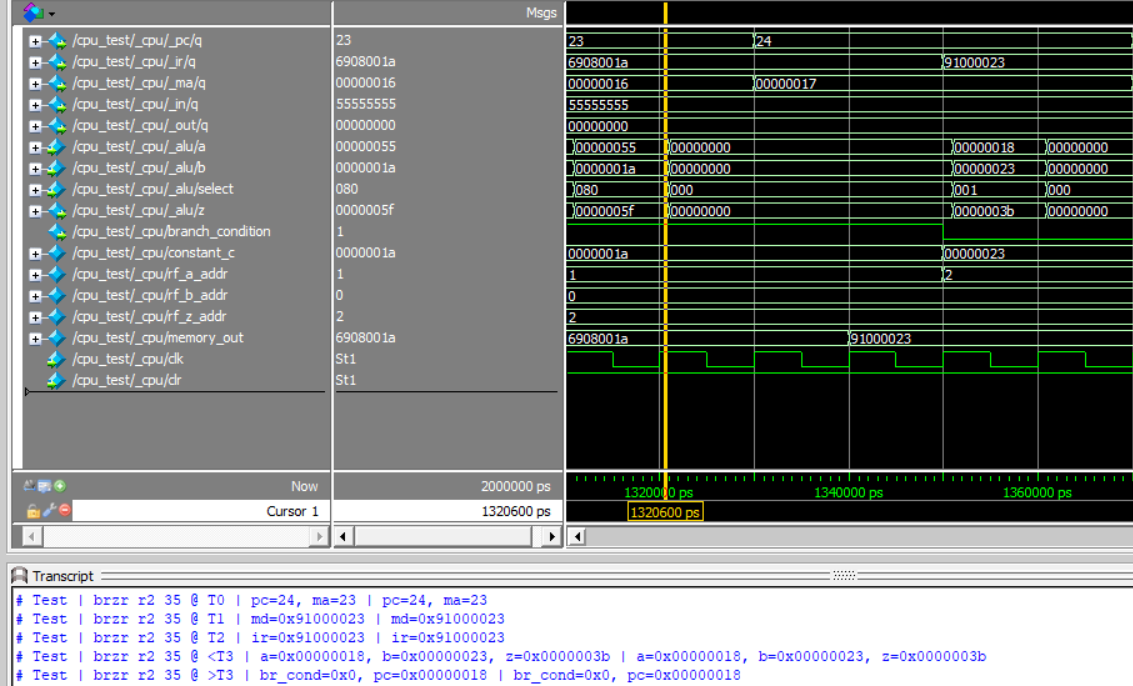 Msgs
/cpu_test/_cpu/_pc/q 23 23 24
/cpu_test/_cpu/_ir/q 6908001a 6908001a 91000023
/cpu_test/_cpu/_ma/q 00000016 00000016 00000017
/cpu_test/_cpu/_in/q 55555555 55555555
/cpu_test/_cpu/_out/q 00000000 00000000
/cpu_test/_cpu/_alu/a 00000055 00000055 00000000 00000018 00000000
/cpu_test/_cpu/_alu/b 0000001a 0000001a 00000000 00000023 00000000
/cpu_test/_cpu/_alu/select 080 080 000 001 000
/cpu_test/_cpu/_alu/z 0000005f 0000005f 00000000 0000003b 00000000
/cpu_test/_cpu/branch_condition 1
/cpu_test/_cpu/constant_c 0000001a 0000001a 00000023
/cpu_test/_cpu/rf_a_addr 1 1 2
/cpu_test/_cpu/rf_b_addr 0 0
/cpu_test/_cpu/rf_z_addr 2 2
/cpu_test/_cpu/memory_out 6908001a 6908001a 91000023
/cpu_test/_cpu/clk St1
/cpu_test/_cpu/clr St1
Now 2000000 ps 1320000 ps 1340000 ps 1360000 ps
Cursor 1 1320600 ps 1320600 ps
Transcript
# Test | brzr r2 35 @ T0 | pc=24, ma=23 | pc=24, ma=23
# Test | brzr r2 35 @ T1 | md=0x91000023 | md=0x91000023
# Test | brzr r2 35 @ T2 | ir=0x91000023 | ir=0x91000023
# Test | brzr r2 35 @ <T3 | a=0x00000018, b=0x00000023, z=0x0000003b | a=0x00000018, b=0x00000023, z=0x0000003b
# Test | brzr r2 35 @ >T3 | br_cond=0x0, pc=0x00000018 | br_cond=0x0, pc=0x00000018